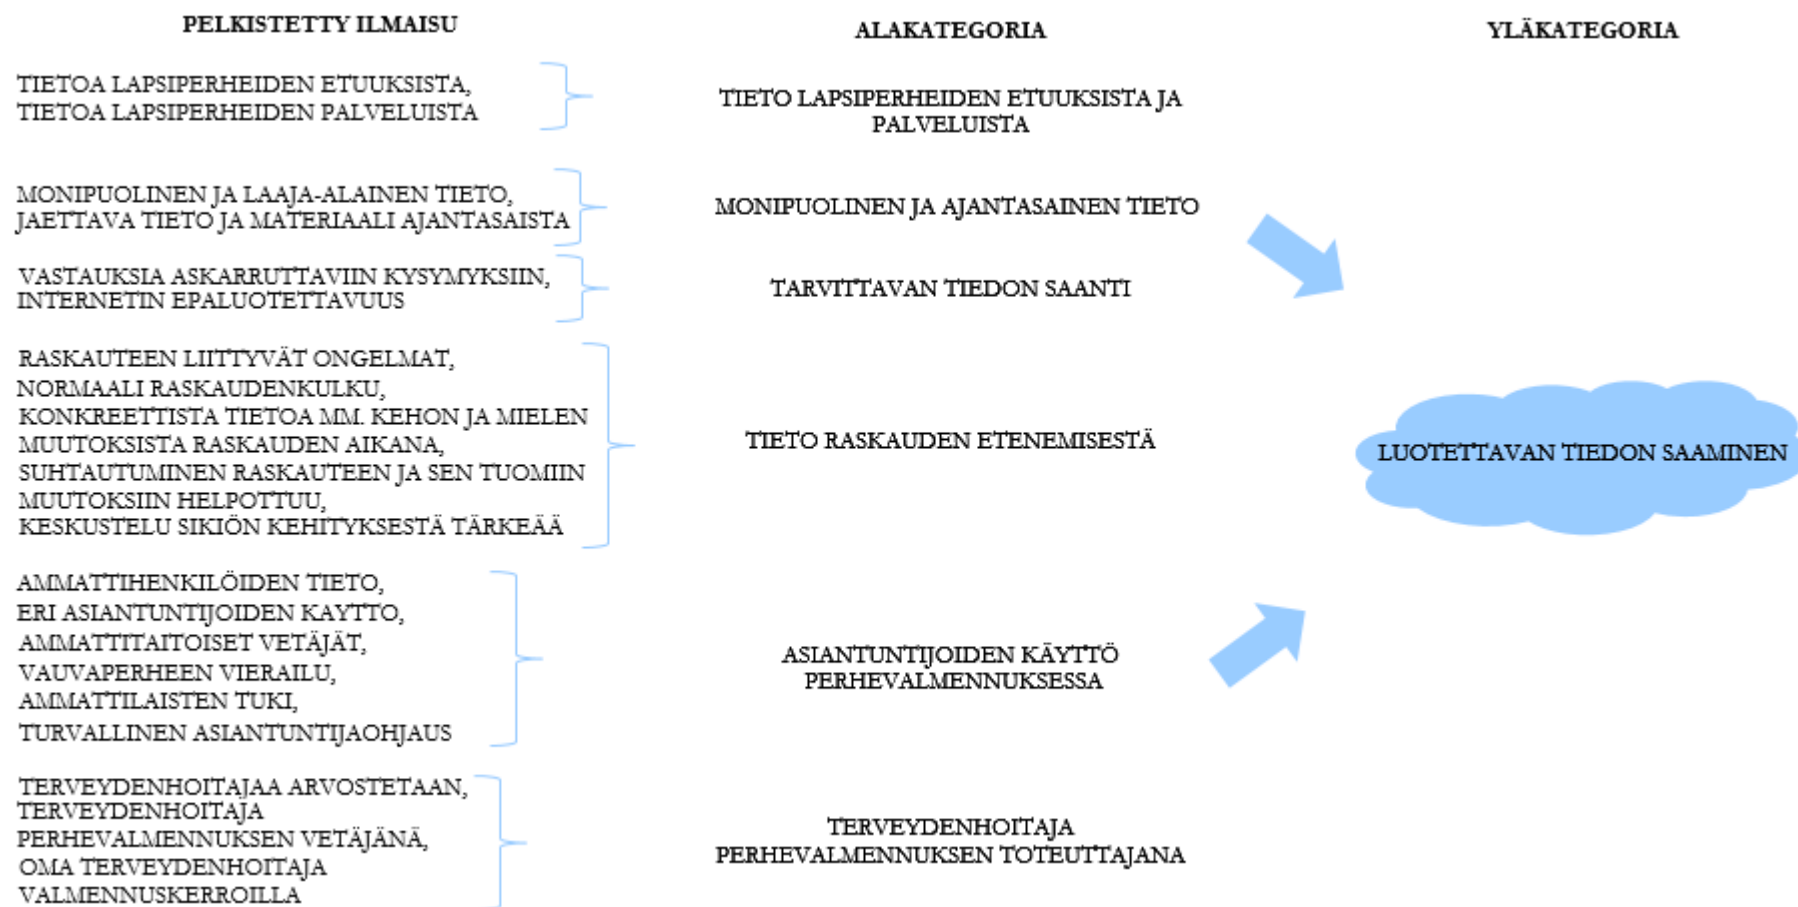 PELKISTETTY ILMAISU
ALAKATEGORIA
YLÄKATEGORIA
TIETOA LAPSIPERHEIDEN ETUUKSISTA,
TIETOA LAPSIPERHEIDEN PALVELUISTA
TIETO LAPSIPERHEIDEN ETUUKSISTA JA
PALVELUISTA
MONIPUOLINEN JA LAAJA-ALAINEN TIETO,
JAETTAVA TIETO JA MATERIAALI AJANTASAISTA
MONIPUOLINEN JA AJANTASAINEN TIETO
VASTAUKSIA ASKARRUTTAVIIN KYSYMYKSIIN,
INTERNETIN EPALUOTETTAVUUS
TARVITTAVAN TIEDON SAANTI
RASKAUTEEN LIITTYVÄT ONGELMAT,
NORMAALI RASKAUDENKULKU,
KONKREETTISTA TIETOA MM. KEHON JA MIELEN
MUUTOKSISTA RASKAUDEN AIKANA,
SUHTAUTUMINEN RASKAUTEEN JA SEN TUOMIIN
MUUTOKSIIN HELPOTTUU,
KESKUSTELU SIKIÖN KEHITYKSESTÄ TÄRKEÄÄ
TIETO RASKAUDEN ETENEMISESTÄ
LUOTETTAVAN TIEDON SAAMINEN
AMMATTIHENKILÖIDEN TIETO,
ERI ASIANTUNTIJOIDEN KAYTTO,
AMMATTITAITOISET VETÄJÄT,
VAUVAPERHEEN VIERAILU,
AMMATTILAISTEN TUKI,
TURVALLINEN ASIANTUNTIJAOHJAUS
ASIANTUNTIJOIDEN KÄYTTÖ
PERHEVALMENNUKSESSA
TERVEYDENHOITAJAA ARVOSTETAAN,
TERVEYDENHOITAJA
PERHEVALMENNUKSEN VETÄJÄNÄ,
OMA TERVEYDENHOITAJA
VALMENNUSKERROILLA
TERVEYDENHOITAJA
PERHEVALMENNUKSEN TOTEUTTAJANA